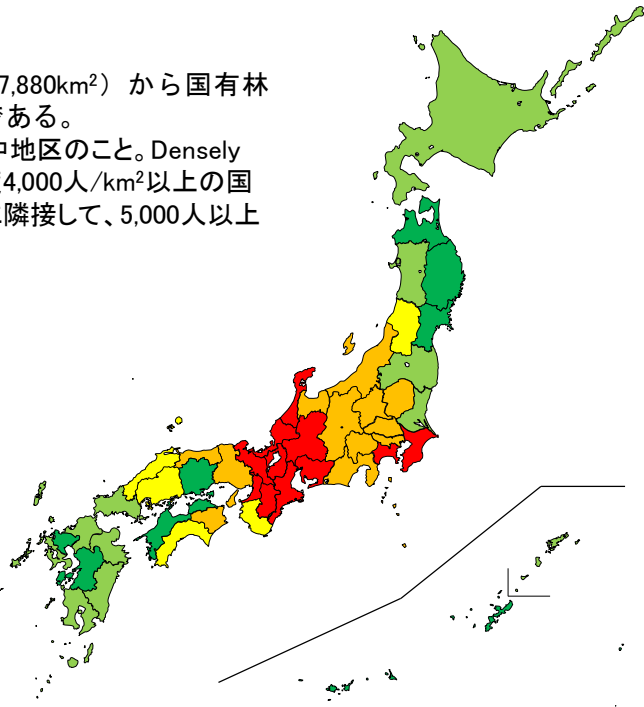 7,880km²） から国有林
である。
中地区のこと。Densely
4,000人/km²以上の国
隣接して、5,000人以上